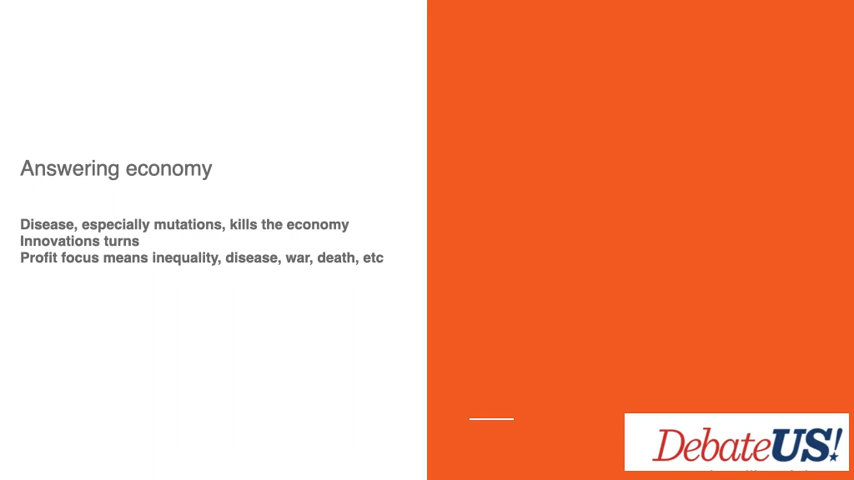 Answering economy
Disease, especially mutations, kills the economy
Innovations turns
Profit focus means inequality, disease, war, death, etc
DebateUS!